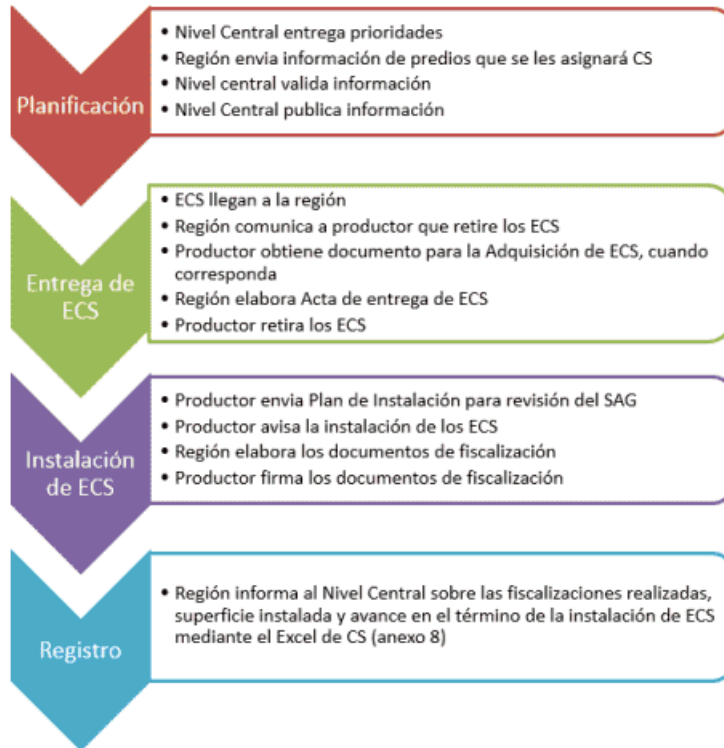 Planificación
• Nivel Central entrega prioridades
• Región envia información de predios que se les asignará CS
• Nivel central valida información
• Nivel Central publica información
Entrega de
ECS
• ECS llegan a la región
• Región comunica a productor que retire los ECS
• Productor obtiene documento para la Adquisición de ECS, cuando
corresponda
• Región elabora Acta de entrega de ECS
• Productor retira los ECS
Instalación
de ECS
• Productor envia Plan de Instalación para revisión del SAG
• Productor avisa la instalación de los ECS
• Región elabora los documentos de fiscalización
• Productor firma los documentos de fiscalización
Registro
• Región informa al Nivel Central sobre las fiscalizaciones realizadas,
superficie instalada y avance en el término de la instalación de ECS
mediante el Excel de CS (anexo 8)